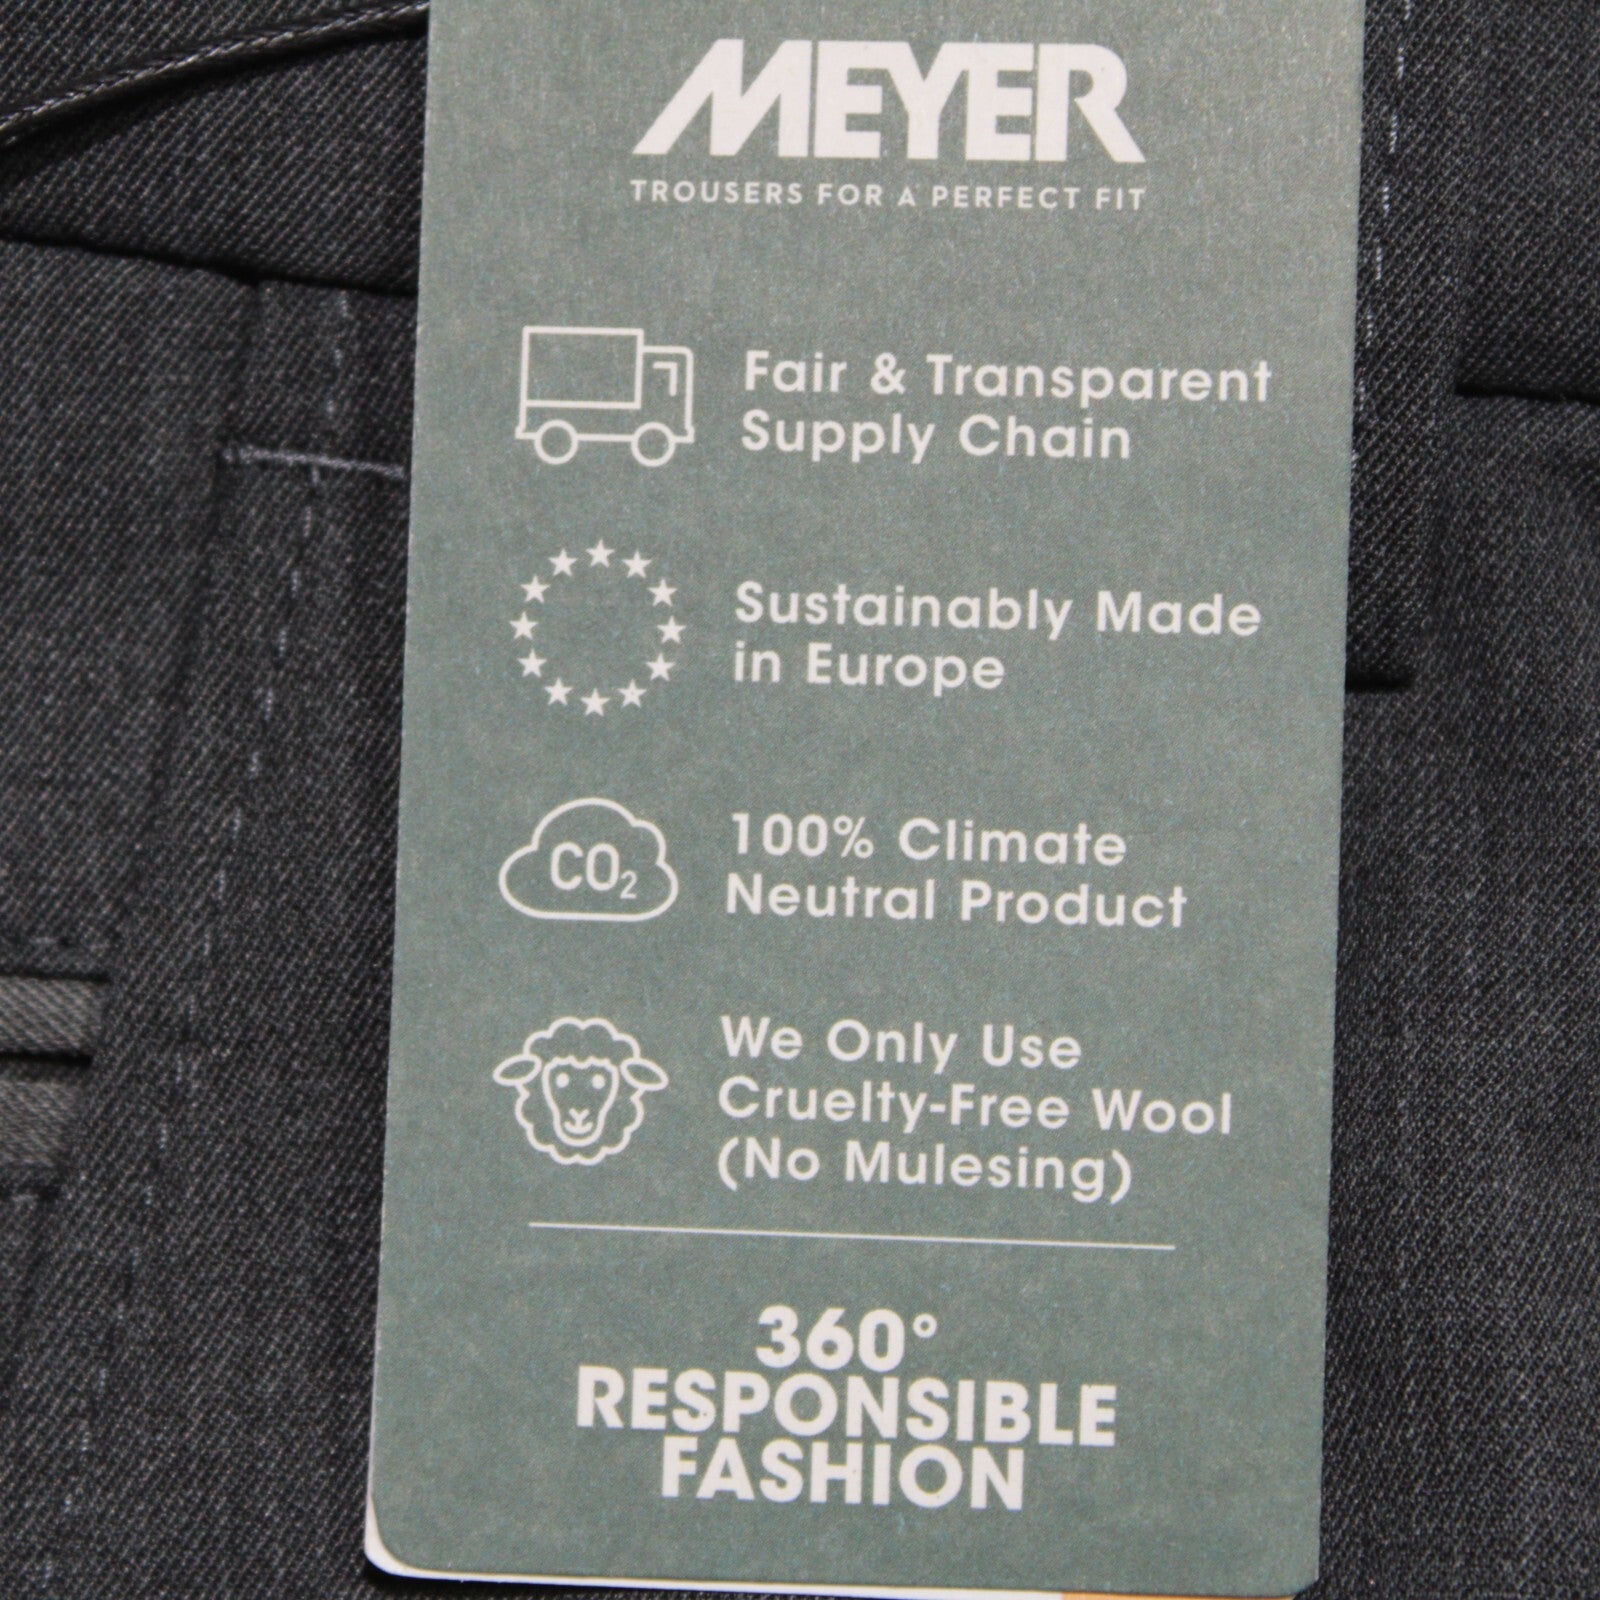 MEYER
TROUSERS FOR A PERFECT FIT
Fair & Transparent
Supply Chain
Sustainably Made
in Europe
CO₂
100% Climate
Neutral Product
We Only Use
Cruelty-Free Wool
(No Mulesing)
360°
RESPONSIBLE
FASHION